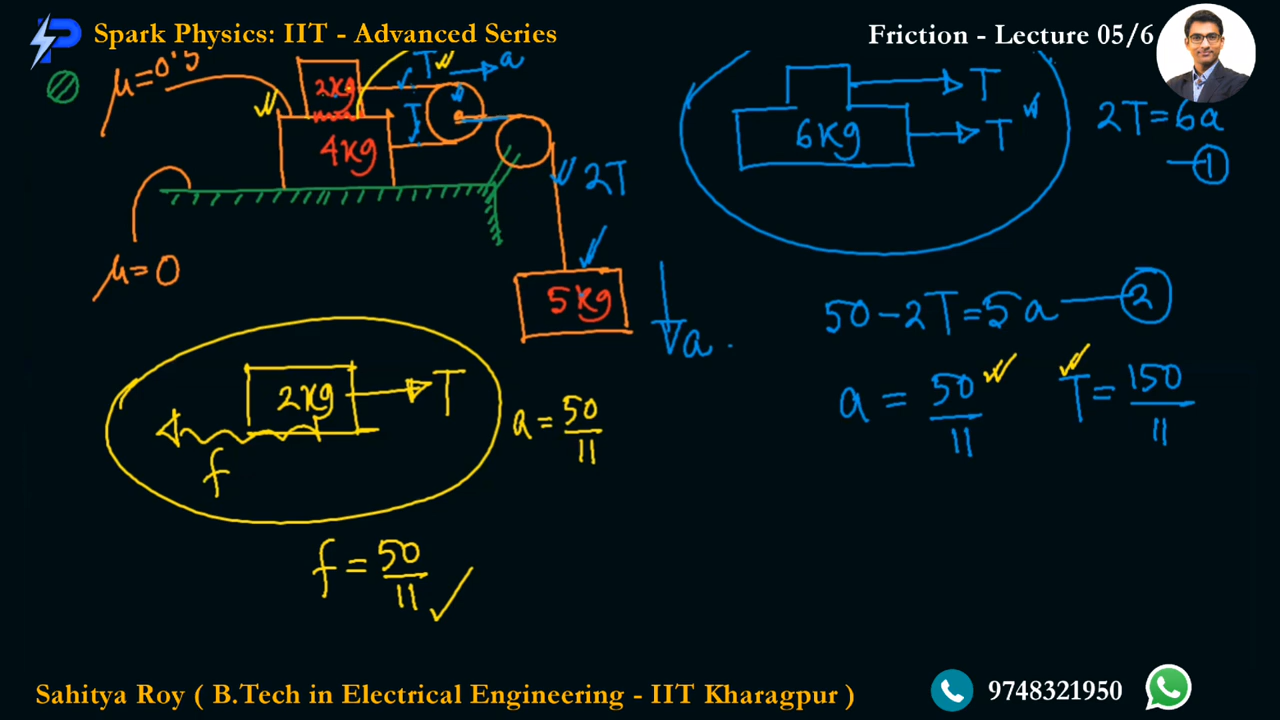 Spark Physics: IIT - Advanced Series
Friction - Lecture 05/6
μ=0.5
2kg
T
a
4kg
2T
μ=0
5kg
a
6kg
T
T
2T=6a
1
50-2T=5a
2
a = 50/11
T = 150/11
2kg
T
f
a = 50/11
f = 50/11
Sahitya Roy ( B.Tech in Electrical Engineering - IIT Kharagpur )
9748321950